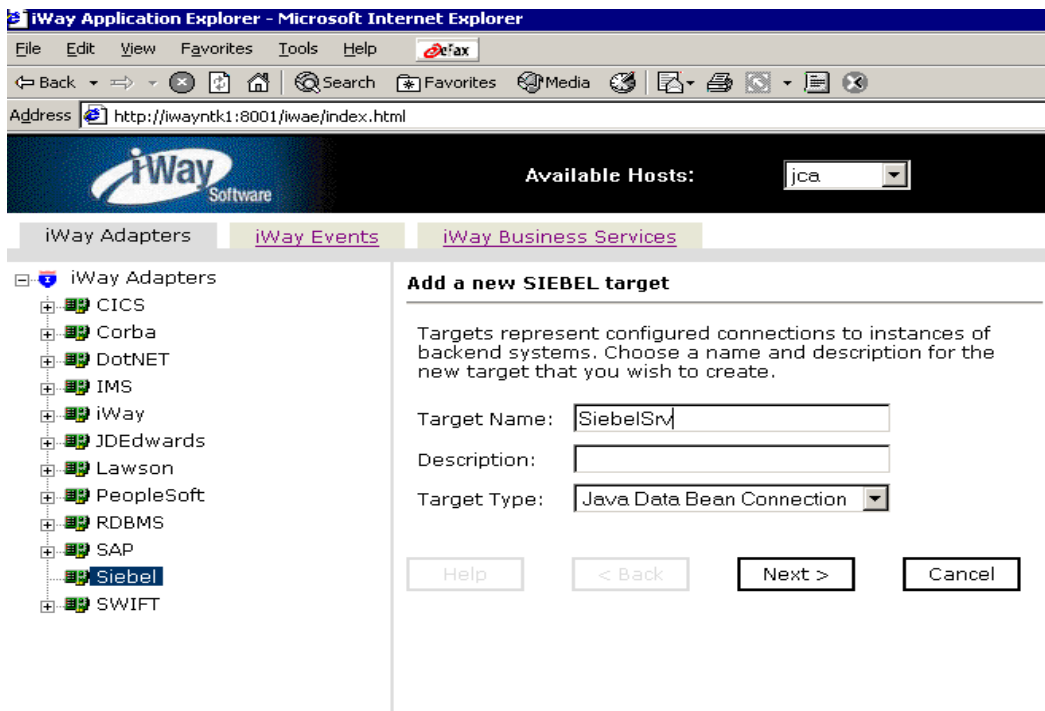 iWay Application Explorer - Microsoft Internet Explorer
File Edit View Favorites Tools Help eFax
Back Search Favorites Media
Address http://iwayntk1:8001/iwae/index.html
iWay Software
Available Hosts: jca
iWay Adapters iWay Events iWay Business Services
iWay Adapters
CICS
Corba
DotNET
IMS
iWay
JDEdwards
Lawson
PeopleSoft
RDBMS
SAP
Siebel
SWIFT
Add a new SIEBEL target
Targets represent configured connections to instances of
backend systems. Choose a name and description for the
new target that you wish to create.
Target Name: SiebelSrv
Description:
Target Type: Java Data Bean Connection
Help < Back Next > Cancel